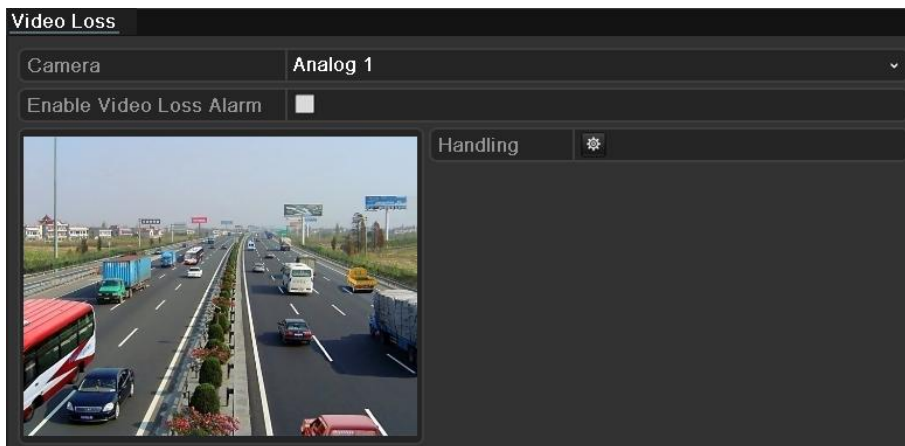 Video Loss
Camera
Analog 1
Enable Video Loss Alarm
Handling